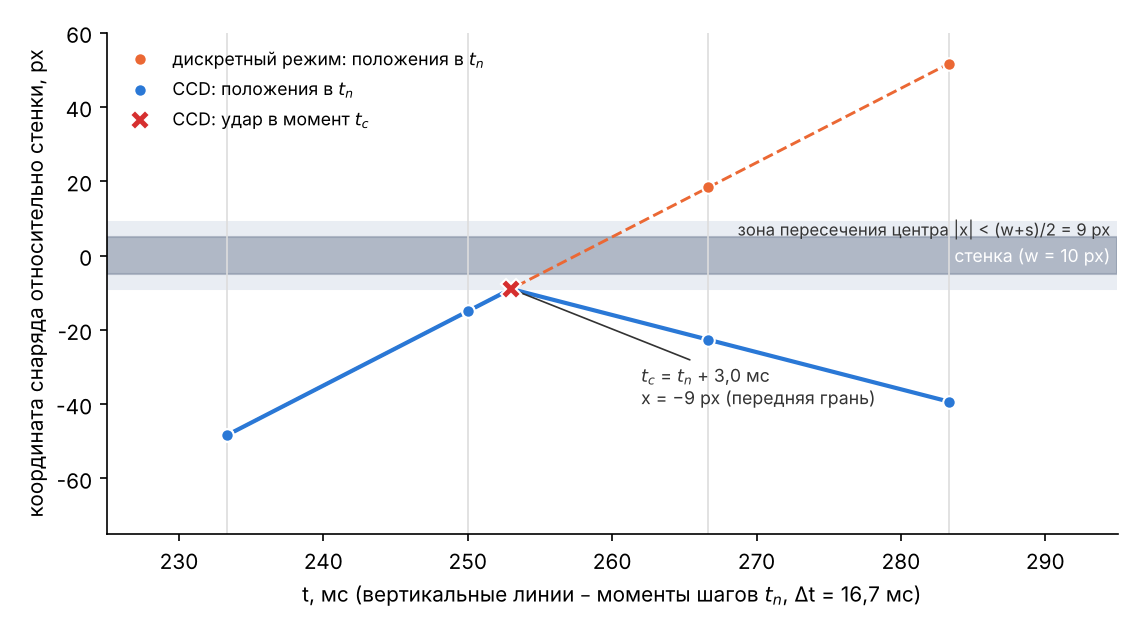 координата снаряда относительно стенки, px
60
40
20
0
-20
-40
-60
дискретный режим: положения в tₙ
CCD: положения в tₙ
CCD: удар в момент t_c
зона пересечения центра |x| < (w+s)/2 = 9 px
стенка (w = 10 px)
t_c = tₙ + 3,0 мс
x = −9 px (передняя грань)
230 240 250 260 270 280 290
t, мс (вертикальные линии – моменты шагов tₙ, Δt = 16,7 мс)